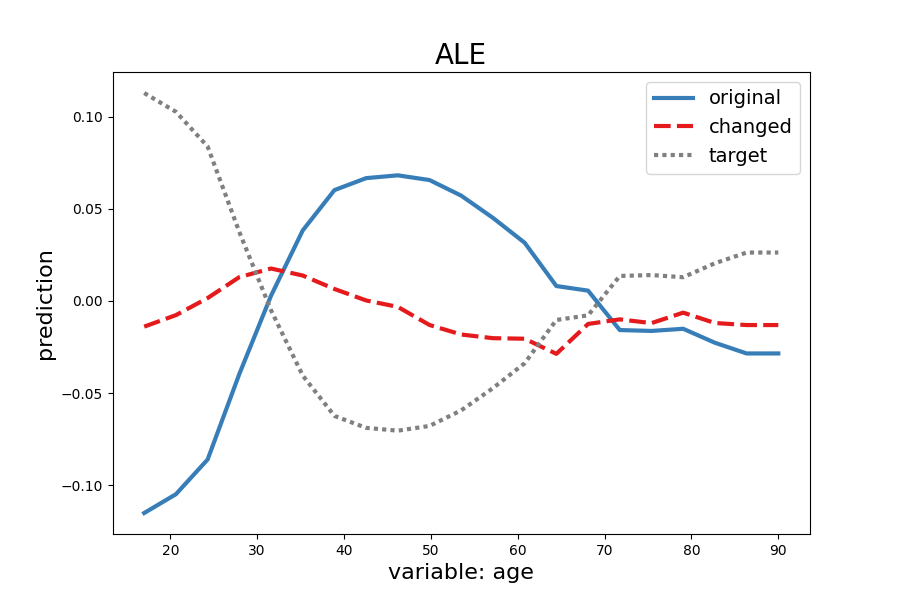 ALE
original
changed
target
0.10
0.05
0.00
−0.05
−0.10
prediction
20 30 40 50 60 70 80 90
variable: age